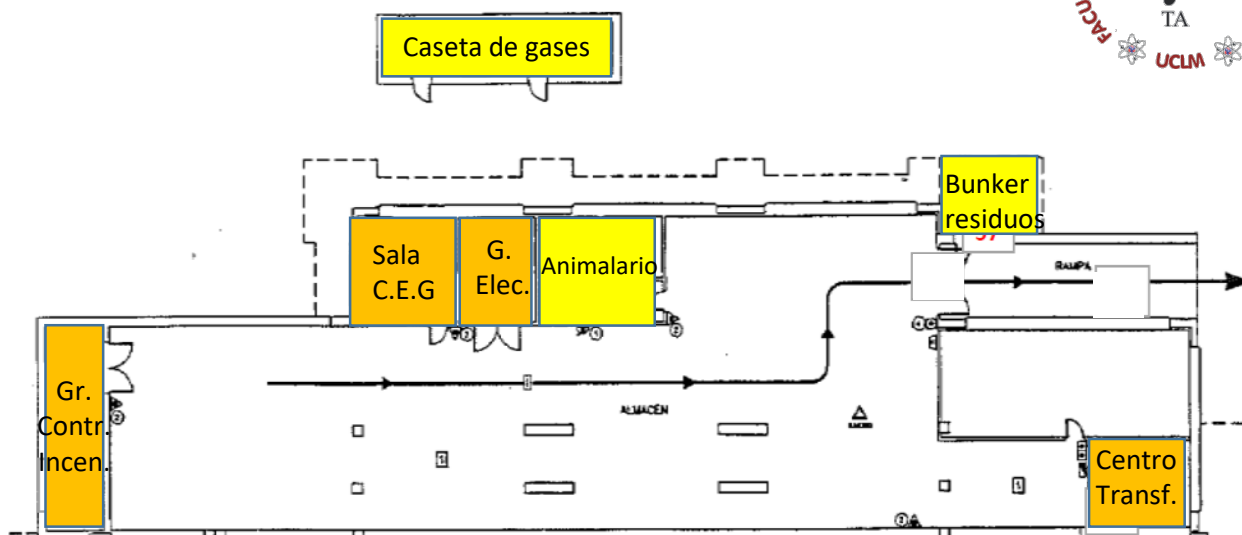 TA
UCLM
Caseta de gases
Bunker
residuos
Sala
C.E.G
G.
Elec.
Animalario
RAMPA
Gr.
Contr.
Incen.
ALMACÉN
Centro
Transf.